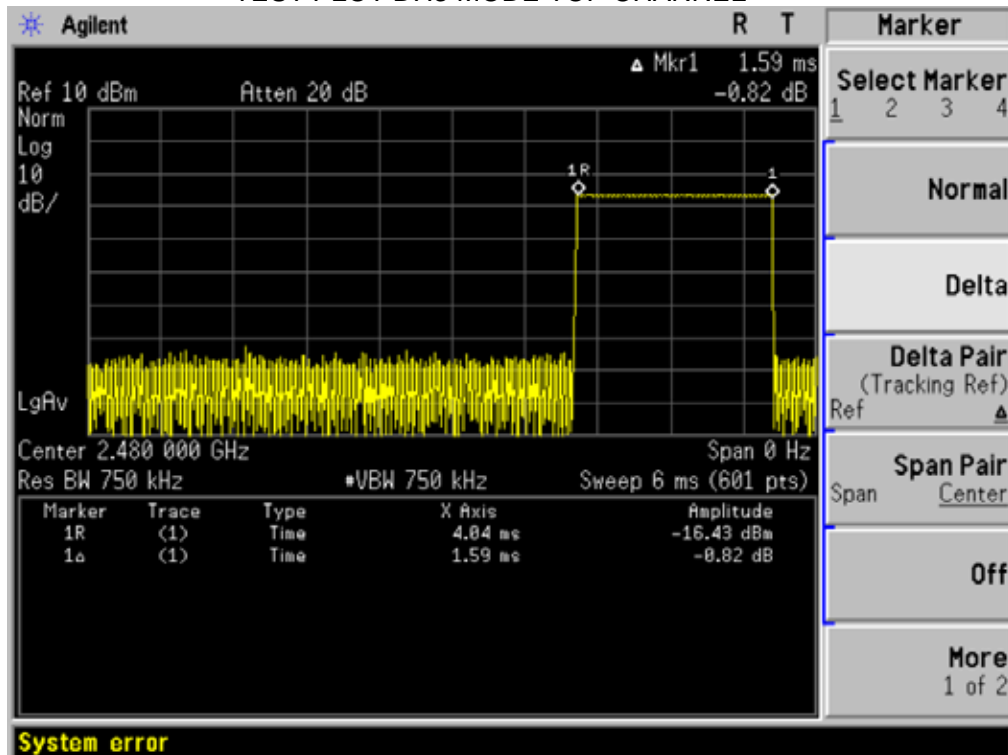 Agilent R T
Marker
▵ Mkr1 1.59 ms
Ref 10 dBm Atten 20 dB -0.82 dB
Norm
Log
10
dB/
1R
1
LgAv
Center 2.480 000 GHz Span 0 Hz
Res BW 750 kHz #VBW 750 kHz Sweep 6 ms (601 pts)
Marker Trace Type X Axis Amplitude
1R (1) Time 4.04 ms -16.43 dBm
1▵ (1) Time 1.59 ms -0.82 dB
Select Marker
1 2 3 4
Normal
Delta
Delta Pair
(Tracking Ref)
Ref ▵
Span Pair
Span Center
Off
More
1 of 2
System error